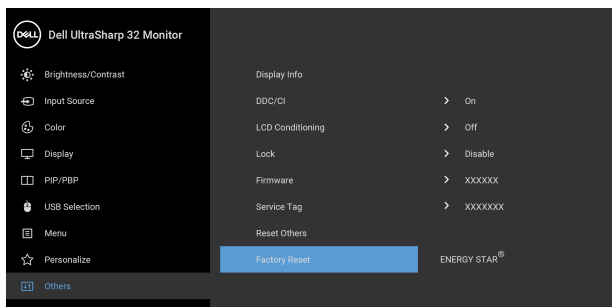 DELL Dell UltraSharp 32 Monitor
Brightness/Contrast
Display Info
Input Source
DDC/CI > On
Color
LCD Conditioning > Off
Display
Lock > Disable
PIP/PBP
Firmware > XXXXXX
USB Selection
Service Tag > XXXXXXX
Menu
Reset Others
Personalize
Factory Reset ENERGY STAR®
Others